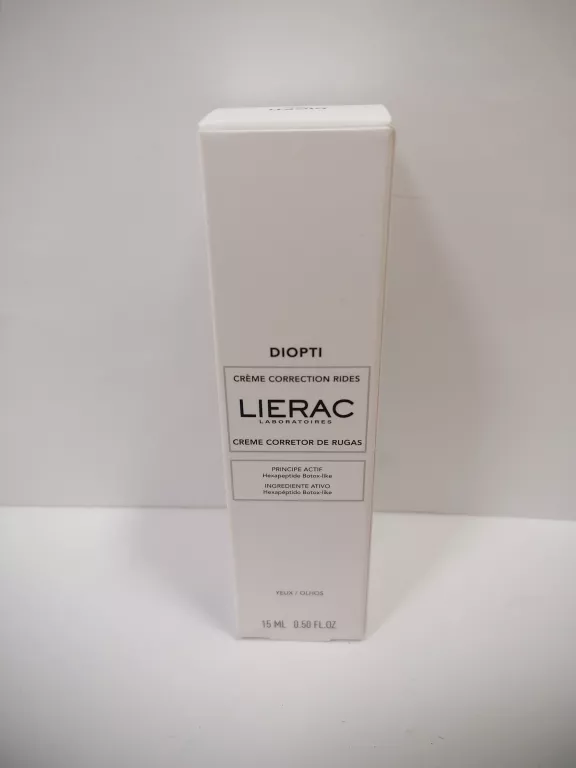 DIOPTI
CRÈME CORRECTION RIDES
LIERAC
LABORATOIRES
CREME CORRETOR DE RUGAS
PRINCIPE ACTIF
Hexapeptide Botox-like
INGREDIENTE ATIVO
Hexapéptido Botox-like
YEUX / OLHOS
15 ML 0.50 FL.OZ